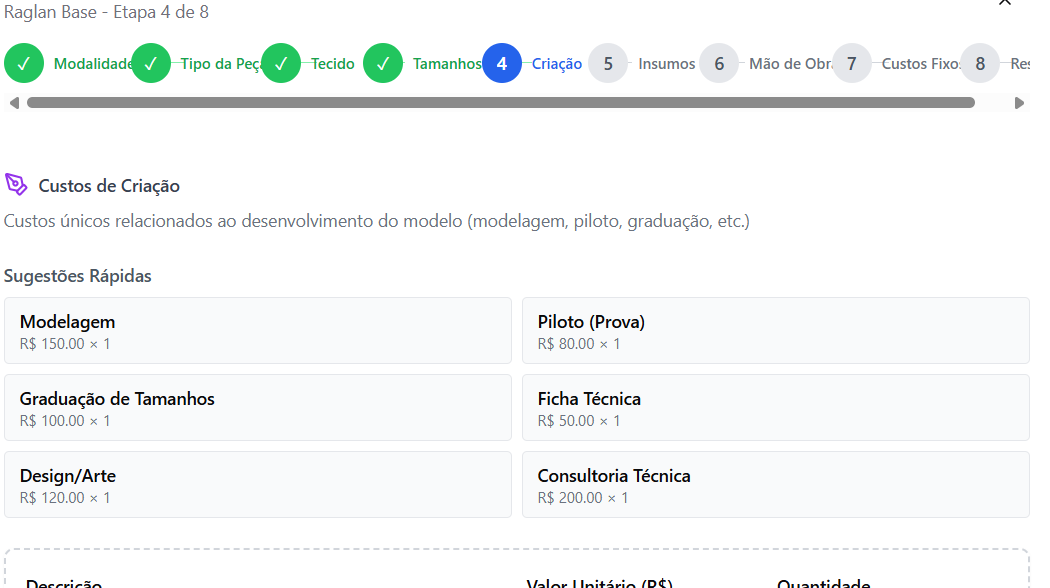 Raglan Base - Etapa 4 de 8
✓ Modalidade ✓ Tipo da Peç ✓ Tecido ✓ Tamanhos 4 Criação 5 Insumos 6 Mão de Obr 7 Custos Fixo 8 Res
Custos de Criação
Custos únicos relacionados ao desenvolvimento do modelo (modelagem, piloto, graduação, etc.)
Sugestões Rápidas
Modelagem
R$ 150.00 × 1
Piloto (Prova)
R$ 80.00 × 1
Graduação de Tamanhos
R$ 100.00 × 1
Ficha Técnica
R$ 50.00 × 1
Design/Arte
R$ 120.00 × 1
Consultoria Técnica
R$ 200.00 × 1
Descrição Valor Unitário (R$) Quantidade